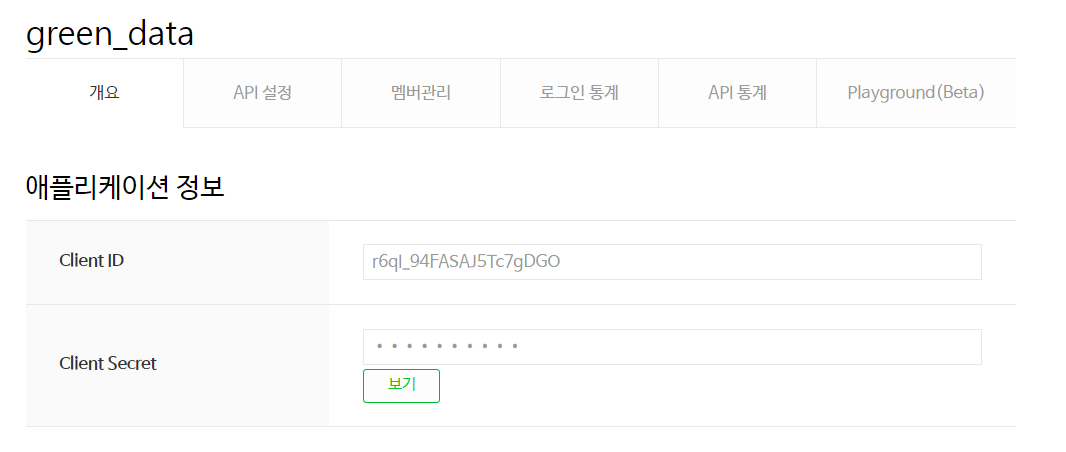 green_data
개요 API 설정 멤버관리 로그인 통계 API 통계 Playground(Beta)
애플리케이션 정보
Client ID r6ql_94FASAJ5Tc7gDGO
Client Secret ••••••••••
보기